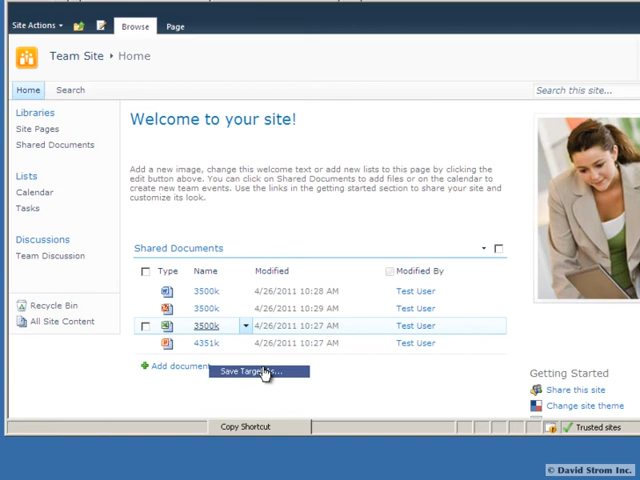 Site Actions
Browse
Page
Team Site
Home
Home
Search
Search this site...
Libraries
Site Pages
Shared Documents
Lists
Calendar
Tasks
Discussions
Team Discussion
Recycle Bin
All Site Content
Welcome to your site!
Add a new image, change this welcome text or add new lists to this page by clicking the
edit button above. You can click on Shared Documents to add files or on the calendar to
create new team events. Use the links in the getting started section to share your site and
customize its look.
Shared Documents
Type Name Modified Modified By
3500k 4/26/2011 10:28 AM Test User
3500k 4/26/2011 10:29 AM Test User
3500k 4/26/2011 10:27 AM Test User
4351k 4/26/2011 10:27 AM Test User
Add document
Save
Getting Started
Share this site
Change site theme
Copy Shortcut
Trusted sites
© David Strom Inc.